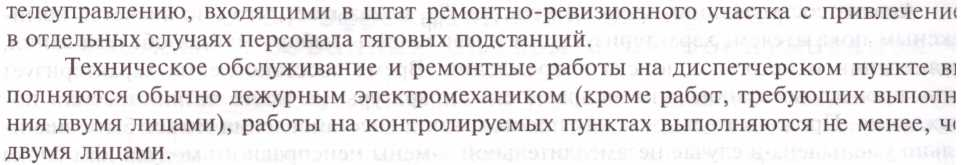 телеуправлению, входящими в штат ремонтно-ревизионного участка с привлечение
в отдельных случаях персонала тяговых подстанций.
Техническое обслуживание и ремонтные работы на диспетчерском пункте вы
полняются обычно дежурным электромехаником (кроме работ, требующих выполн
ния двумя лицами), работы на контролируемых пунктах выполняются не менее, че
двумя лицами.